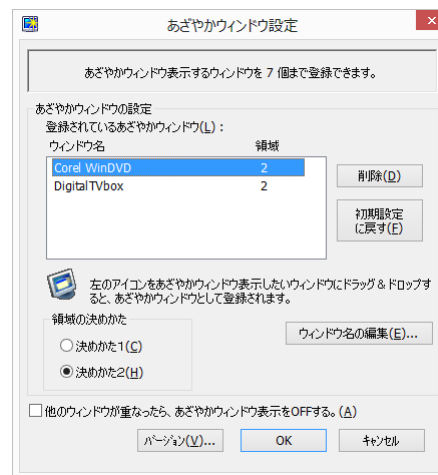 あざやかウィンドウ設定
あざやかウィンドウ表示するウィンドウを 7 個まで登録できます。
あざやかウィンドウの設定
登録されているあざやかウィンドウ(L)：
ウィンドウ名 領域
Corel WinDVD 2
DigitalTVbox 2
削除(D)
初期設定
に戻す(F)
左のアイコンをあざやかウィンドウ表示したいウィンドウにドラッグ＆ドロップす
ると、あざやかウィンドウとして登録されます。
領域の決めかた
決めかた1(C)
決めかた2(H)
ウィンドウ名の編集(E)...
他のウィンドウが重なったら、あざやかウィンドウ表示をOFFする。(A)
バージョン(V)...
OK
キャンセル